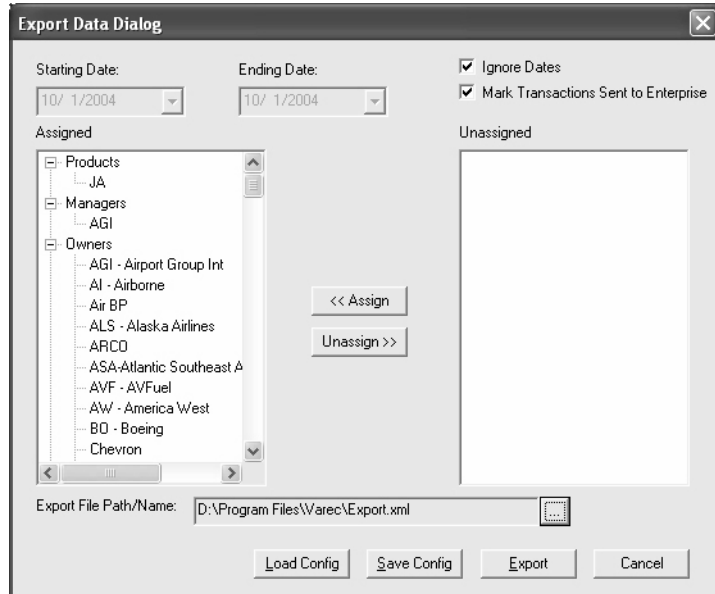 Export Data Dialog
Starting Date:
Ending Date:
Ignore Dates
10/ 1/2004
10/ 1/2004
Mark Transactions Sent to Enterprise
Assigned
Unassigned
Products
JA
Managers
AGI
Owners
AGI - Airport Group Int
AI - Airborne
Air BP
ALS - Alaska Airlines
ARCO
ASA-Atlantic Southeast A
AVF - AVFuel
AW - America West
BO - Boeing
Chevron
<< Assign
Unassign >>
Export File Path/Name:
D:\Program Files\Varec\Export.xml
...
Load Config
Save Config
Export
Cancel